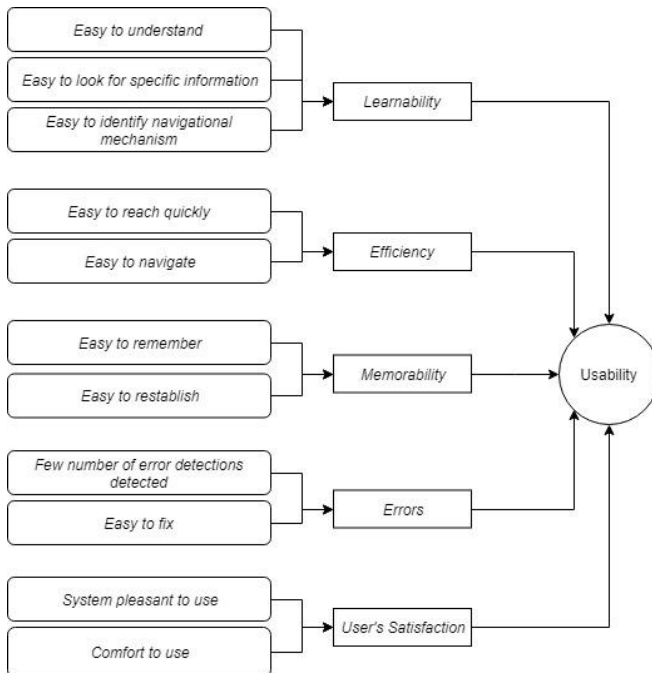 Easy to understand
Easy to look for specific information
Easy to identify navigational
mechanism
Learnability
Easy to reach quickly
Easy to navigate
Efficiency
Easy to remember
Easy to restablish
Memorability
Usability
Few number of error detections
detected
Easy to fix
Errors
System pleasant to use
Comfort to use
User's Satisfaction